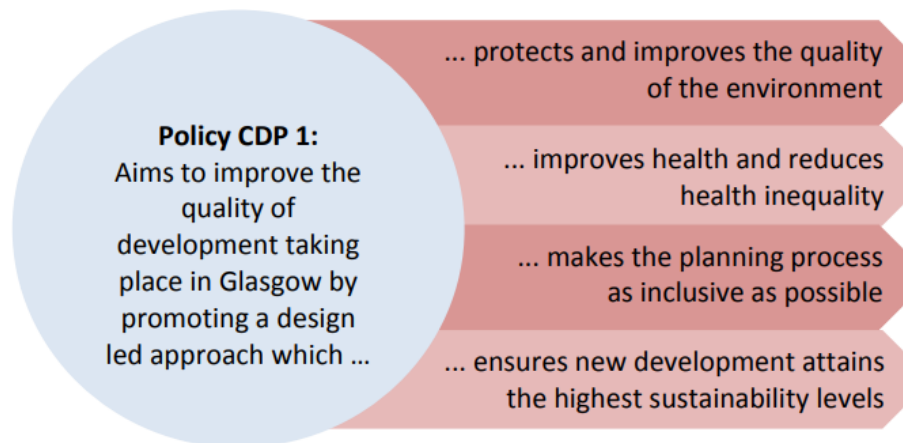 Policy CDP 1:
Aims to improve the
quality of
development taking
place in Glasgow by
promoting a design
led approach which ...
... protects and improves the quality
of the environment
... improves health and reduces
health inequality
... makes the planning process
as inclusive as possible
... ensures new development attains
the highest sustainability levels